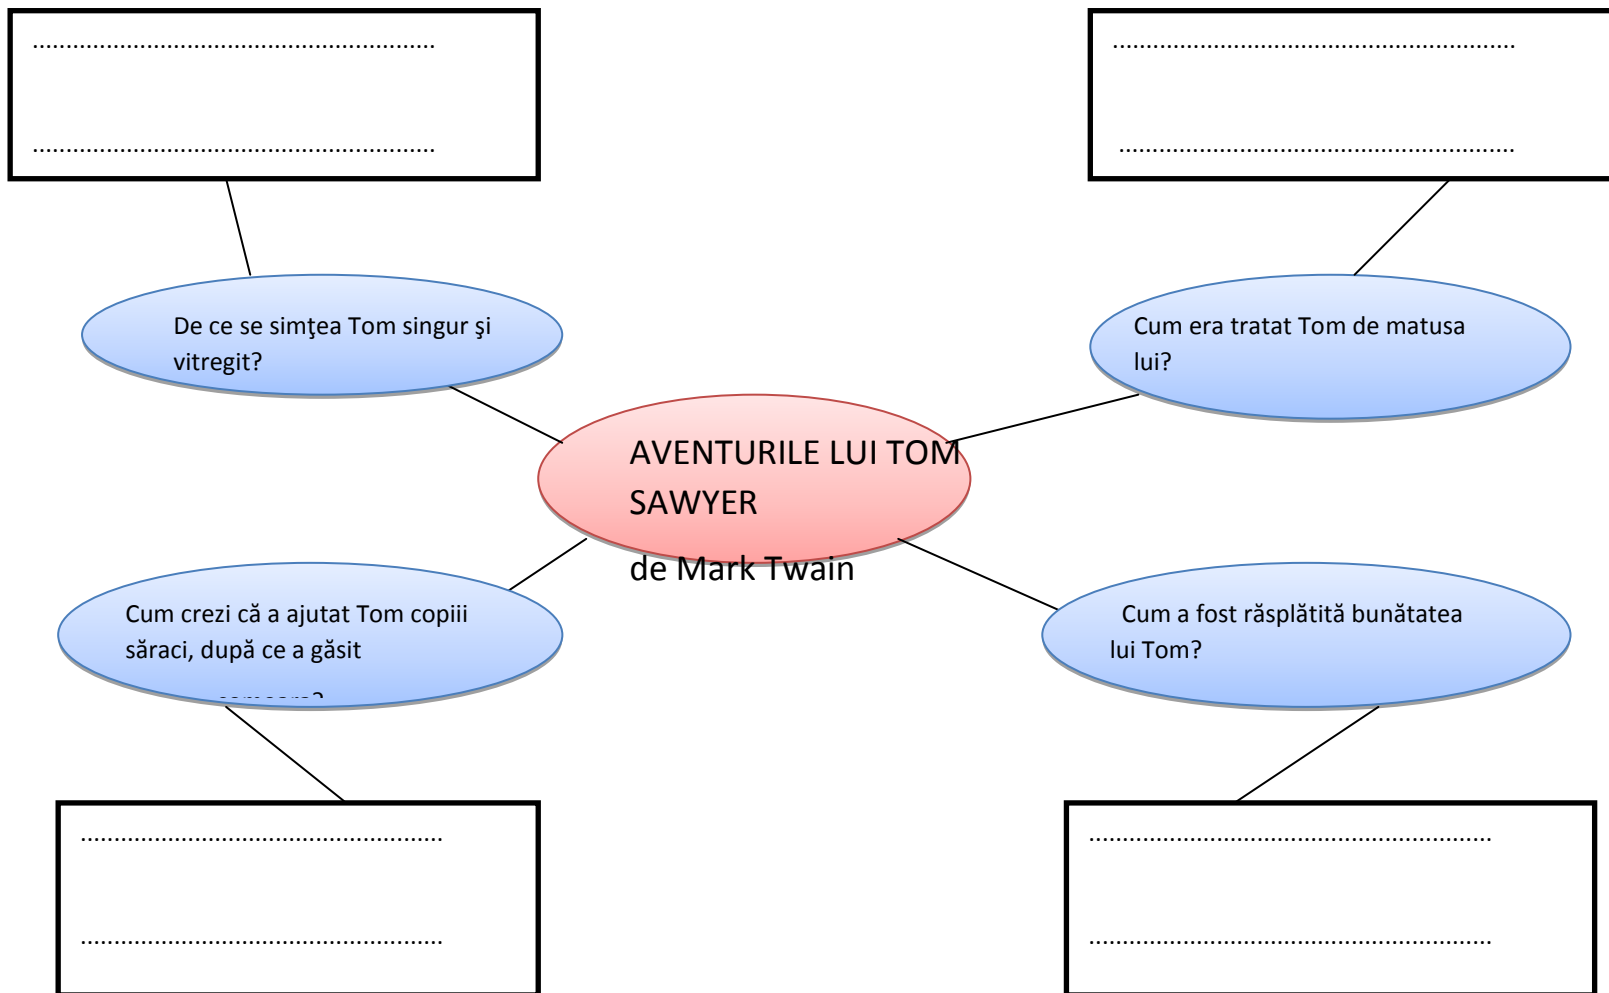 ............................................................
............................................................
............................................................
...........................................................
De ce se simţea Tom singur şi
vitregit?
Cum era tratat Tom de matusa
lui?
AVENTURILE LUI TOM
SAWYER
de Mark Twain
Cum crezi că a ajutat Tom copiii
săraci, după ce a găsit
Cum a fost răsplătită bunătatea
lui Tom?
......................................................
......................................................
............................................................
............................................................